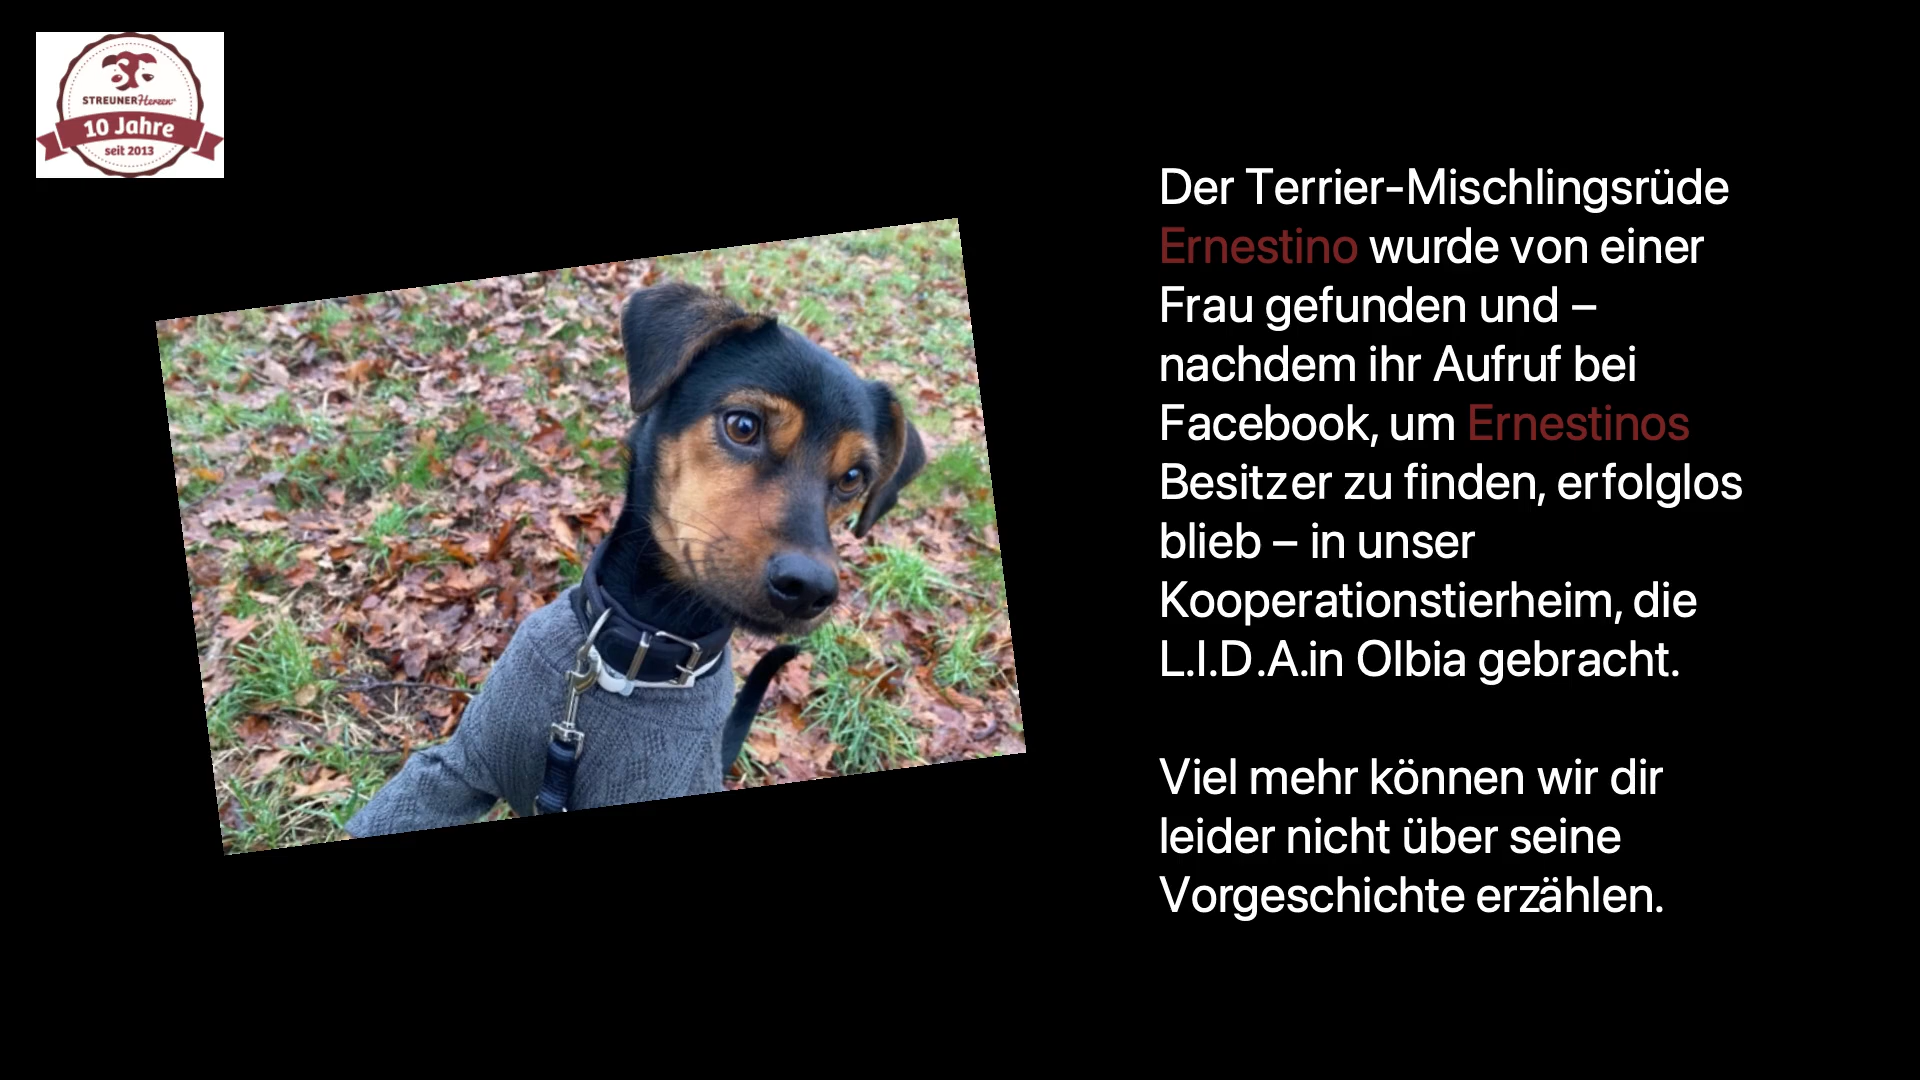 STREUNERHerzen
10 Jahre
seit 2013
Der Terrier-Mischlingsrüde
Ernestino wurde von einer
Frau gefunden und –
nachdem ihr Aufruf bei
Facebook, um Ernestinos
Besitzer zu finden, erfolglos
blieb – in unser
Kooperationstierheim, die
L.I.D.A.in Olbia gebracht.
Viel mehr können wir dir
leider nicht über seine
Vorgeschichte erzählen.